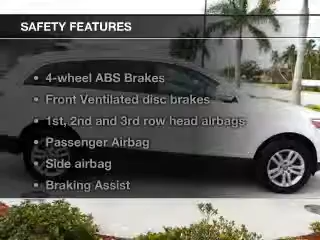 SAFETY FEATURES
• 4-wheel ABS Brakes
• Front Ventilated disc brakes
• 1st, 2nd and 3rd row head airbags
• Passenger Airbag
• Side airbag
• Braking Assist